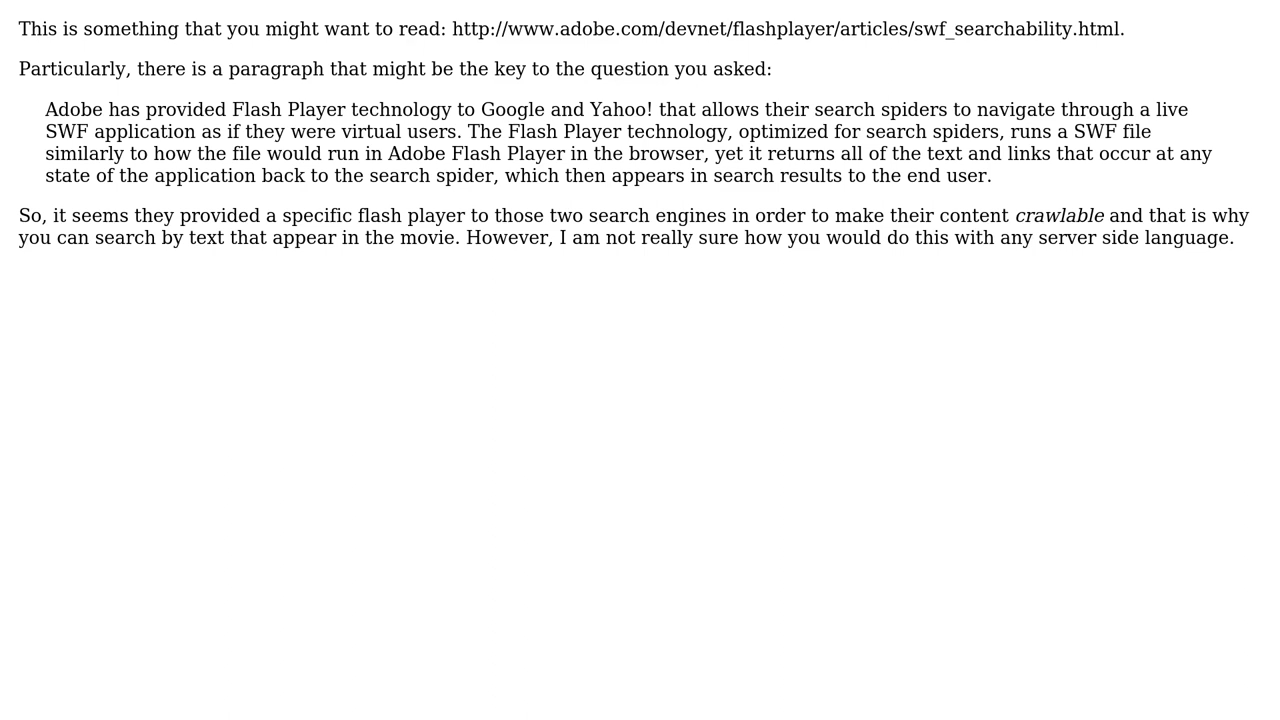 This is something that you might want to read: http://www.adobe.com/devnet/flashplayer/articles/swf_searchability.html.
Particularly, there is a paragraph that might be the key to the question you asked:
Adobe has provided Flash Player technology to Google and Yahoo! that allows their search spiders to navigate through a live
SWF application as if they were virtual users. The Flash Player technology, optimized for search spiders, runs a SWF file
similarly to how the file would run in Adobe Flash Player in the browser, yet it returns all of the text and links that occur at any
state of the application back to the search spider, which then appears in search results to the end user.
So, it seems they provided a specific flash player to those two search engines in order to make their content crawlable and that is why
you can search by text that appear in the movie. However, I am not really sure how you would do this with any server side language.